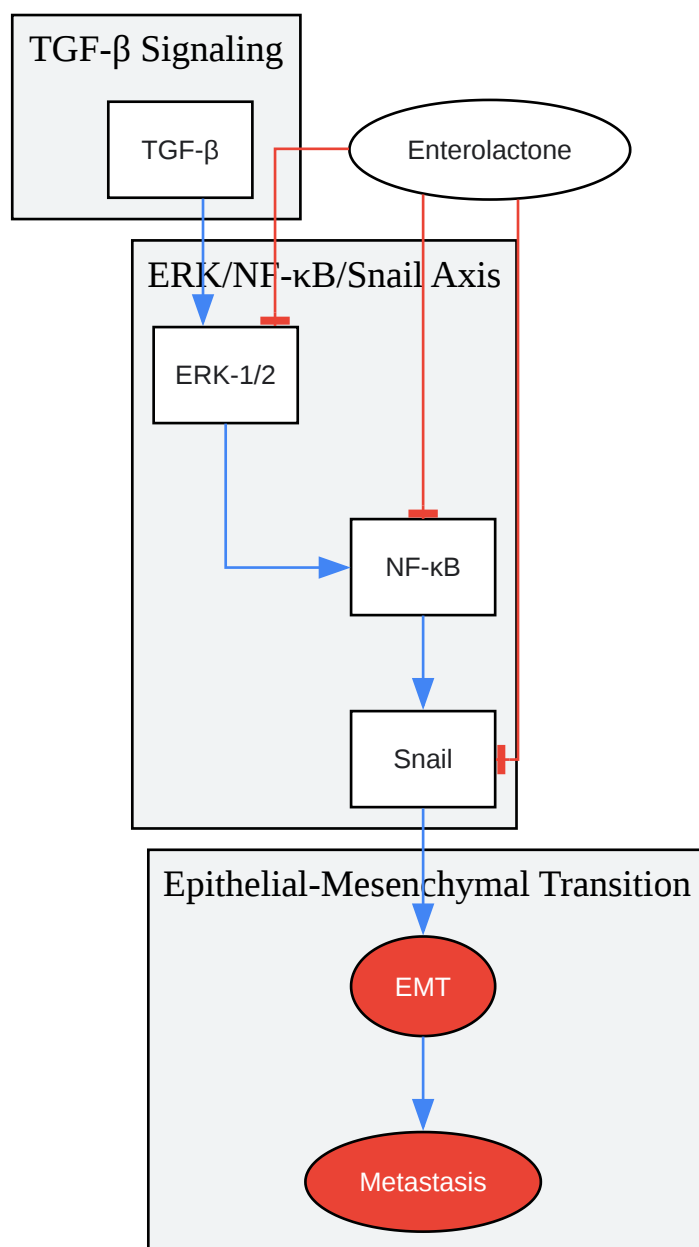 TGF-β Signaling
TGF-β
Enterolactone
ERK/NF-κB/Snail Axis
ERK-1/2
NF-κB
Snail
Epithelial-Mesenchymal Transition
EMT
Metastasis